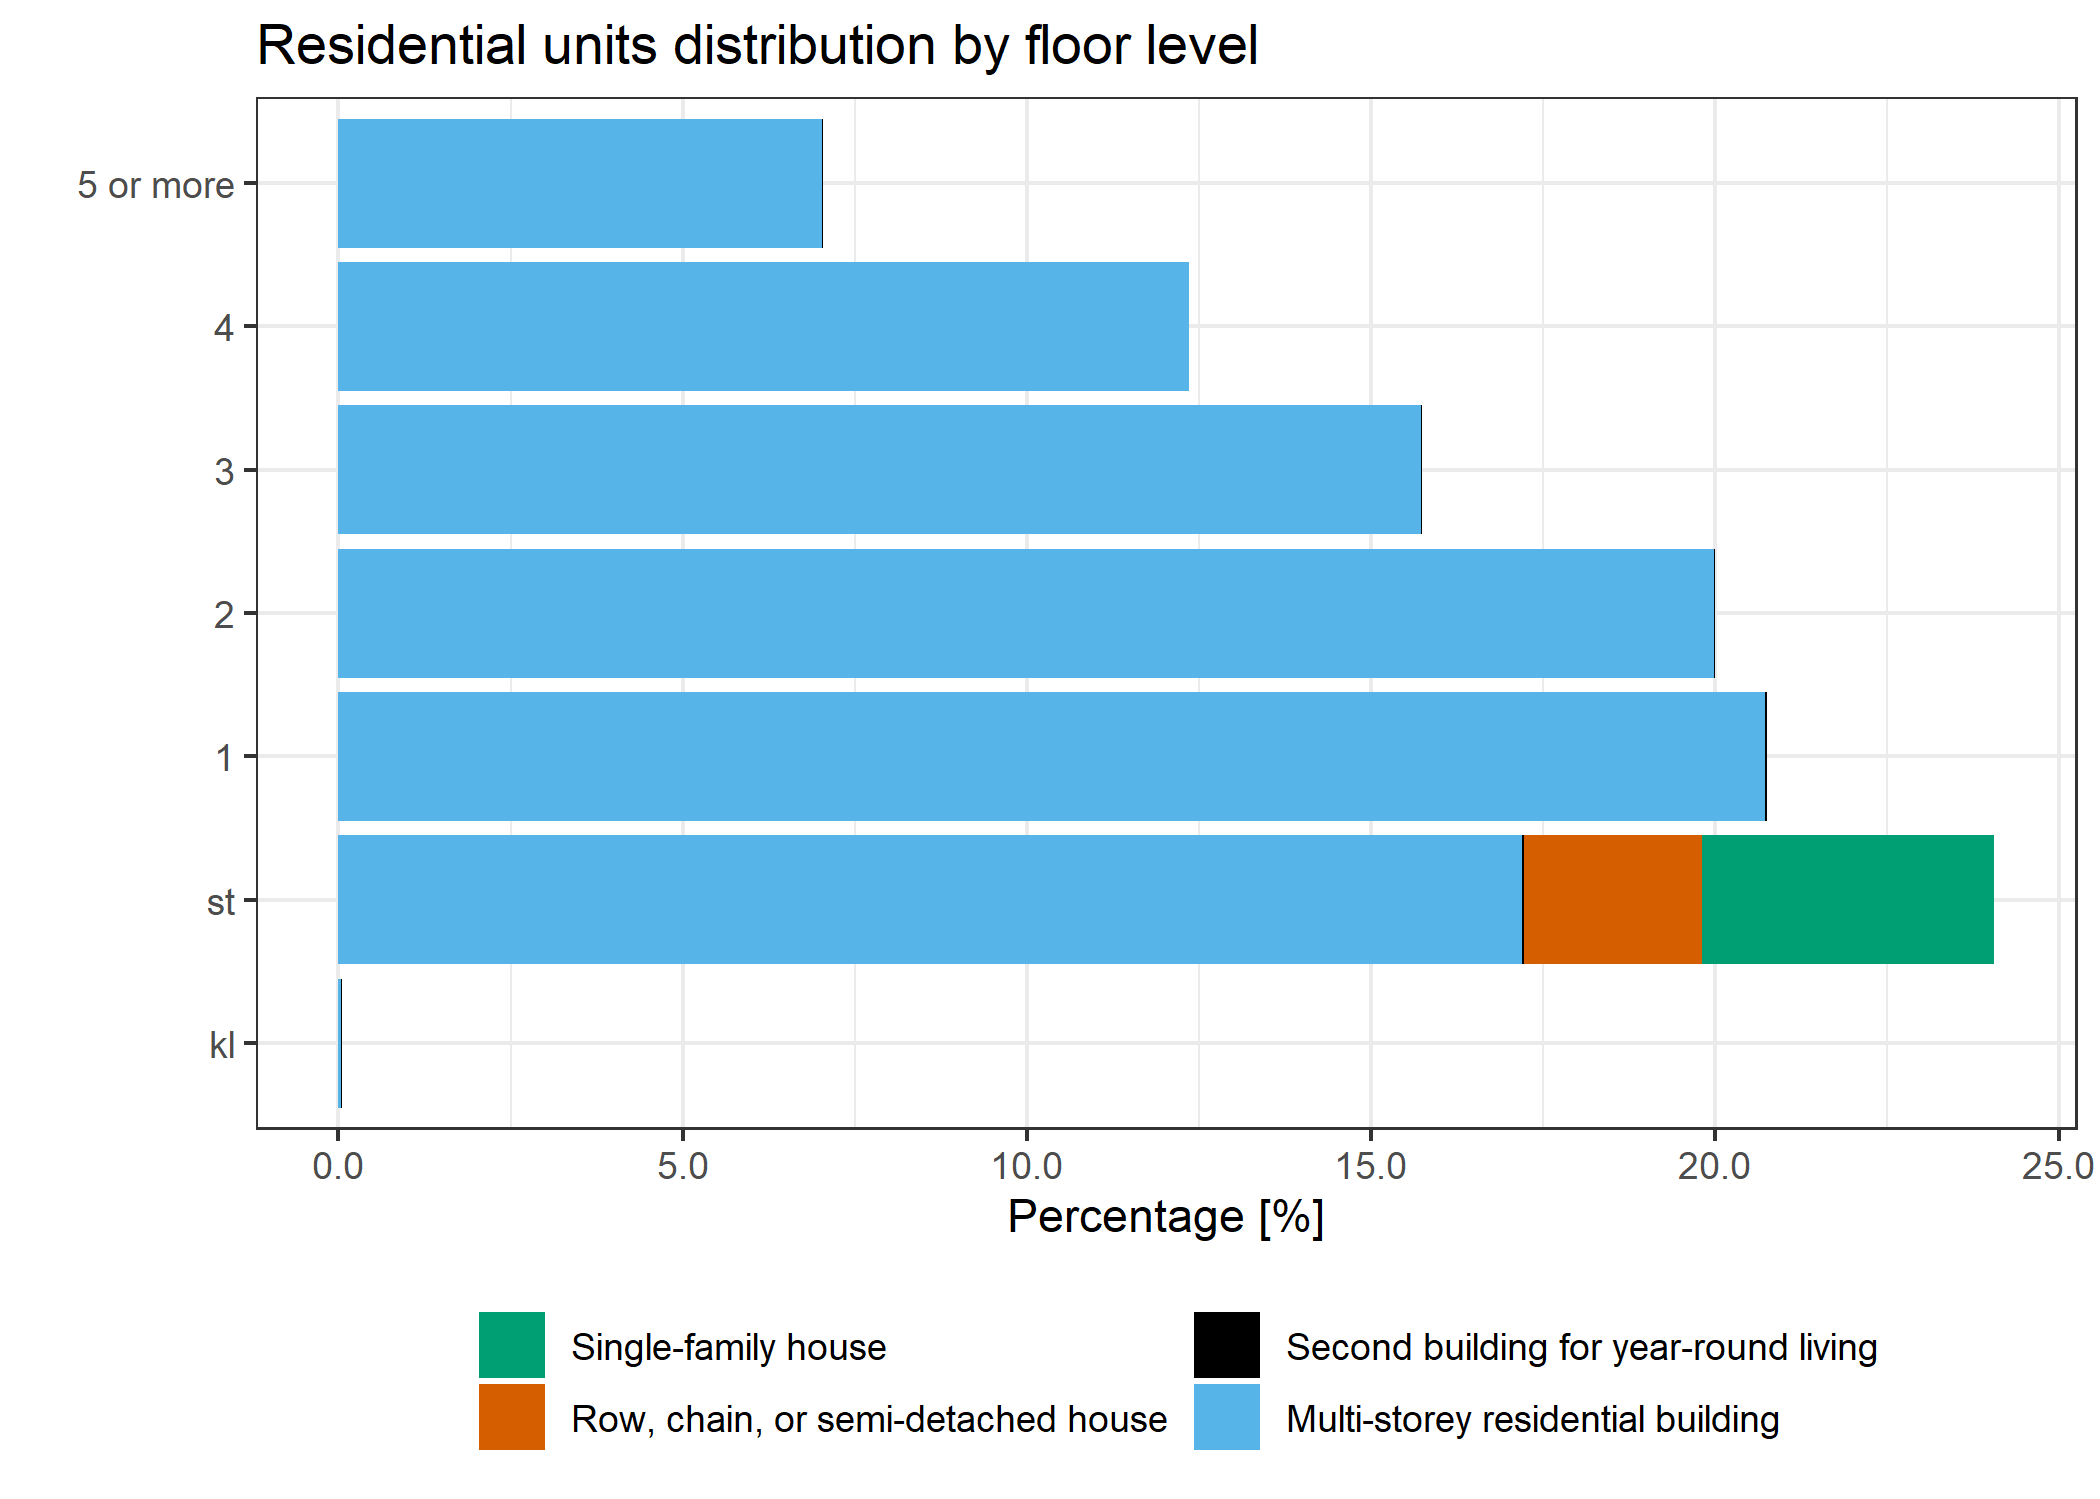 Residential units distribution by floor level
5 or more
4
3
2
1
st
kl
0.0 5.0 10.0 15.0 20.0 25.0
Percentage [%]
Single-family house
Second building for year-round living
Row, chain, or semi-detached house
Multi-storey residential building